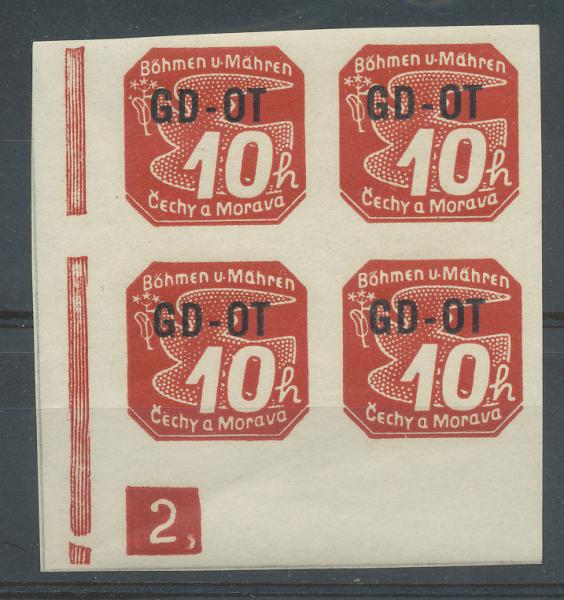 Böhmen u. Mähren
GD-OT
10h
Čechy a Morava
Böhmen u. Mähren
GD-OT
10h
Čechy a Morava
Böhmen u. Mähren
GD-OT
10h
Čechy a Morava
Böhmen u. Mähren
GD-OT
10h
Čechy a Morava
2,